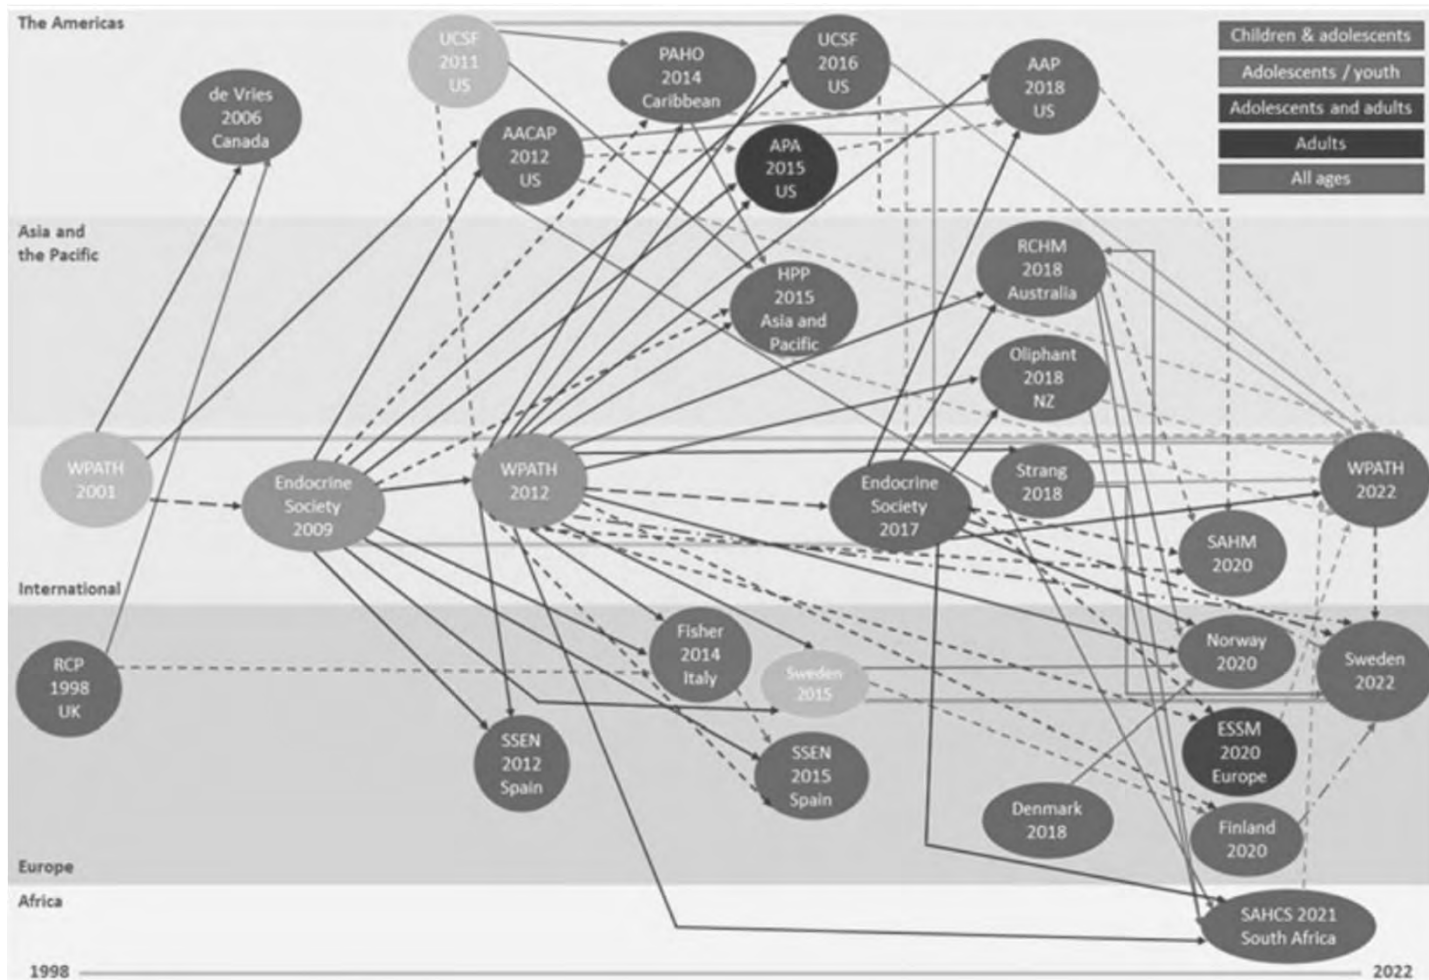 The Americas
UCSF
2011
US
PAHO
2014
Caribbean
UCSF
2016
US
AAP
2018
US
Children & adolescents
Adolescents / youth
Adolescents and adults
Adults
All ages
de Vries
2006
Canada
AACAP
2012
US
APA
2015
US
Asia and
the Pacific
RCHM
2018
Australia
HPP
2015
Asia and
Pacific
Oliphant
2018
NZ
WPATH
2001
Endocrine
Society
2009
WPATH
2012
Endocrine
Society
2017
Strang
2018
WPATH
2022
SAHM
2020
International
RCP
1998
UK
Fisher
2014
Italy
Sweden
2015
Norway
2020
Sweden
2022
SSEN
2012
Spain
SSEN
2015
Spain
ESSM
2020
Europe
Denmark
2018
Finland
2020
Europe
Africa
SAHCS 2021
South Africa
1998
2022